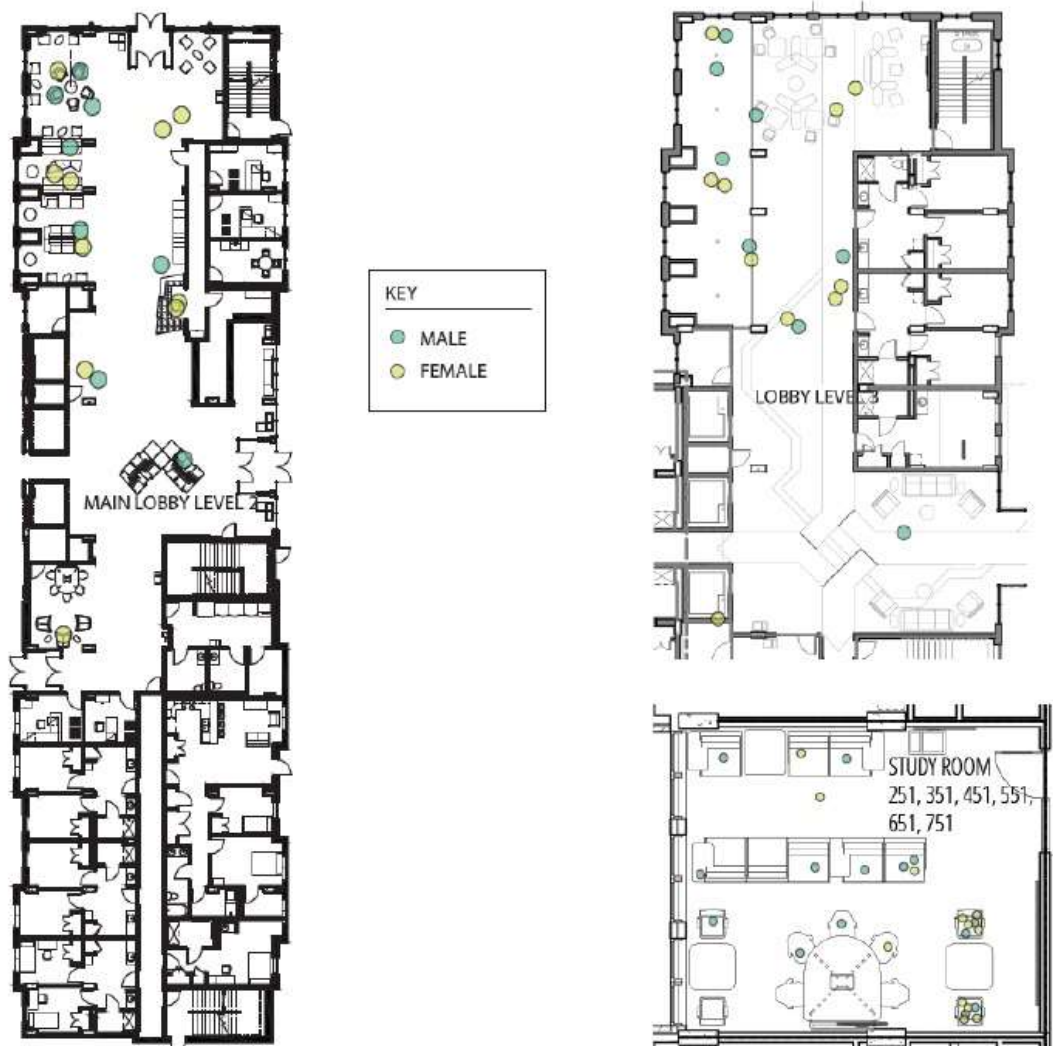 KEY
MALE
FEMALE
MAIN LOBBY LEVEL 2
LOBBY LEVEL 3
STUDY ROOM
251, 351, 451, 551,
651, 751